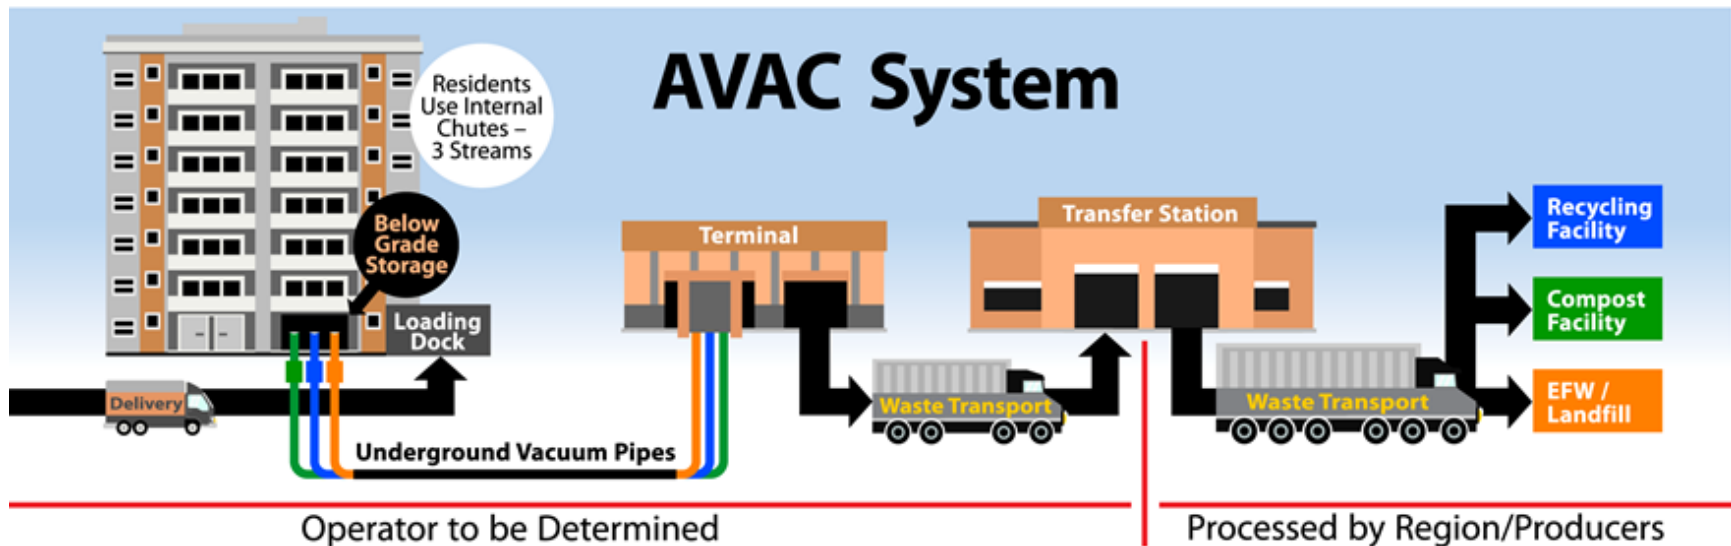 AVAC System
Residents
Use Internal
Chutes –
3 Streams
Below
Grade
Storage
Loading
Dock
Delivery
Underground Vacuum Pipes
Terminal
Waste Transport
Transfer Station
Waste Transport
Recycling
Facility
Compost
Facility
EFW /
Landfill
Operator to be Determined
Processed by Region/Producers